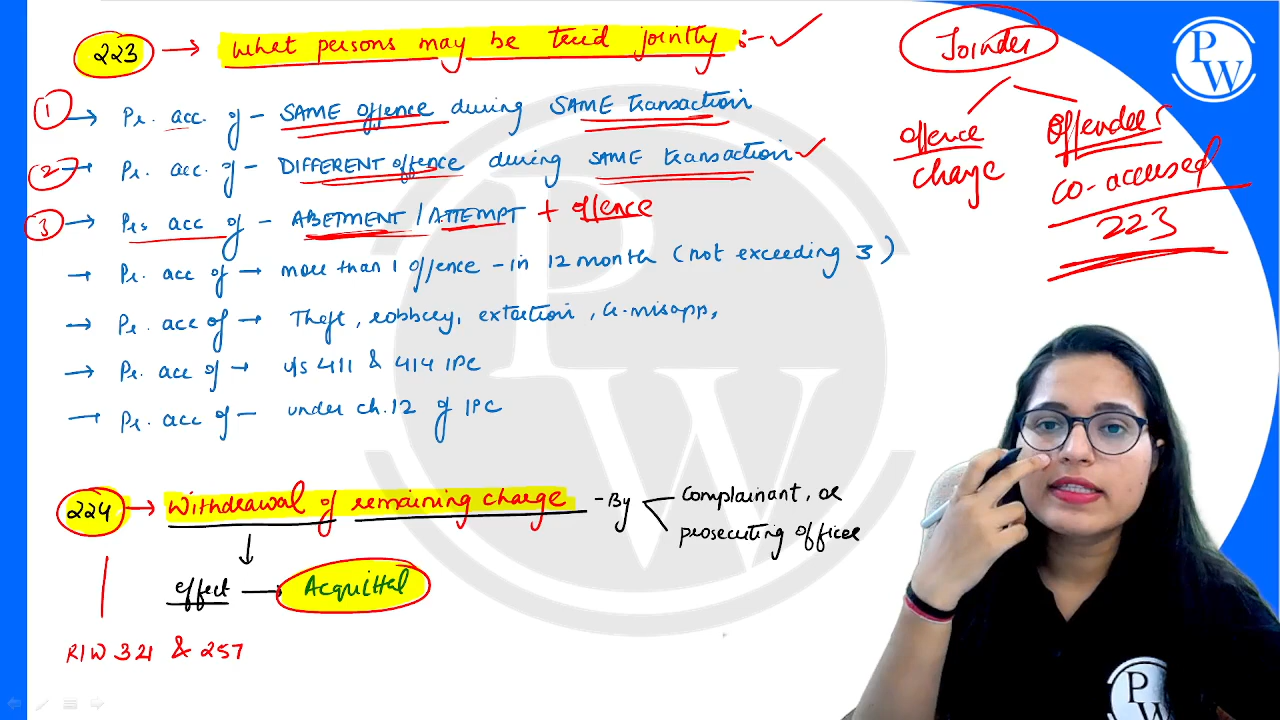 223 → What persons may be tried jointly :- ✓
① → Pr. acc. of - SAME offence during SAME transaction
② → Pr. acc. of - DIFFERENT offence during SAME transaction ✓
③ → Prs acc of - ABETMENT / ATTEMPT + offence
→ Pr. acc of → more than 1 offence - in 12 month (not exceeding 3)
→ Pr. acc of → Theft, robbery, extortion, Cr. misapp,
→ Pr. acc of → u/s 411 & 414 IPC
→ Pr. acc of - under ch. 12 of IPC
Joinder
offence
charge
Offender
co-accused
223
224 → Withdrawal of remaining charge - By
Complainant, or
prosecuting officer
effect → Acquittal
R/W 321 & 257
PW
PW
PW